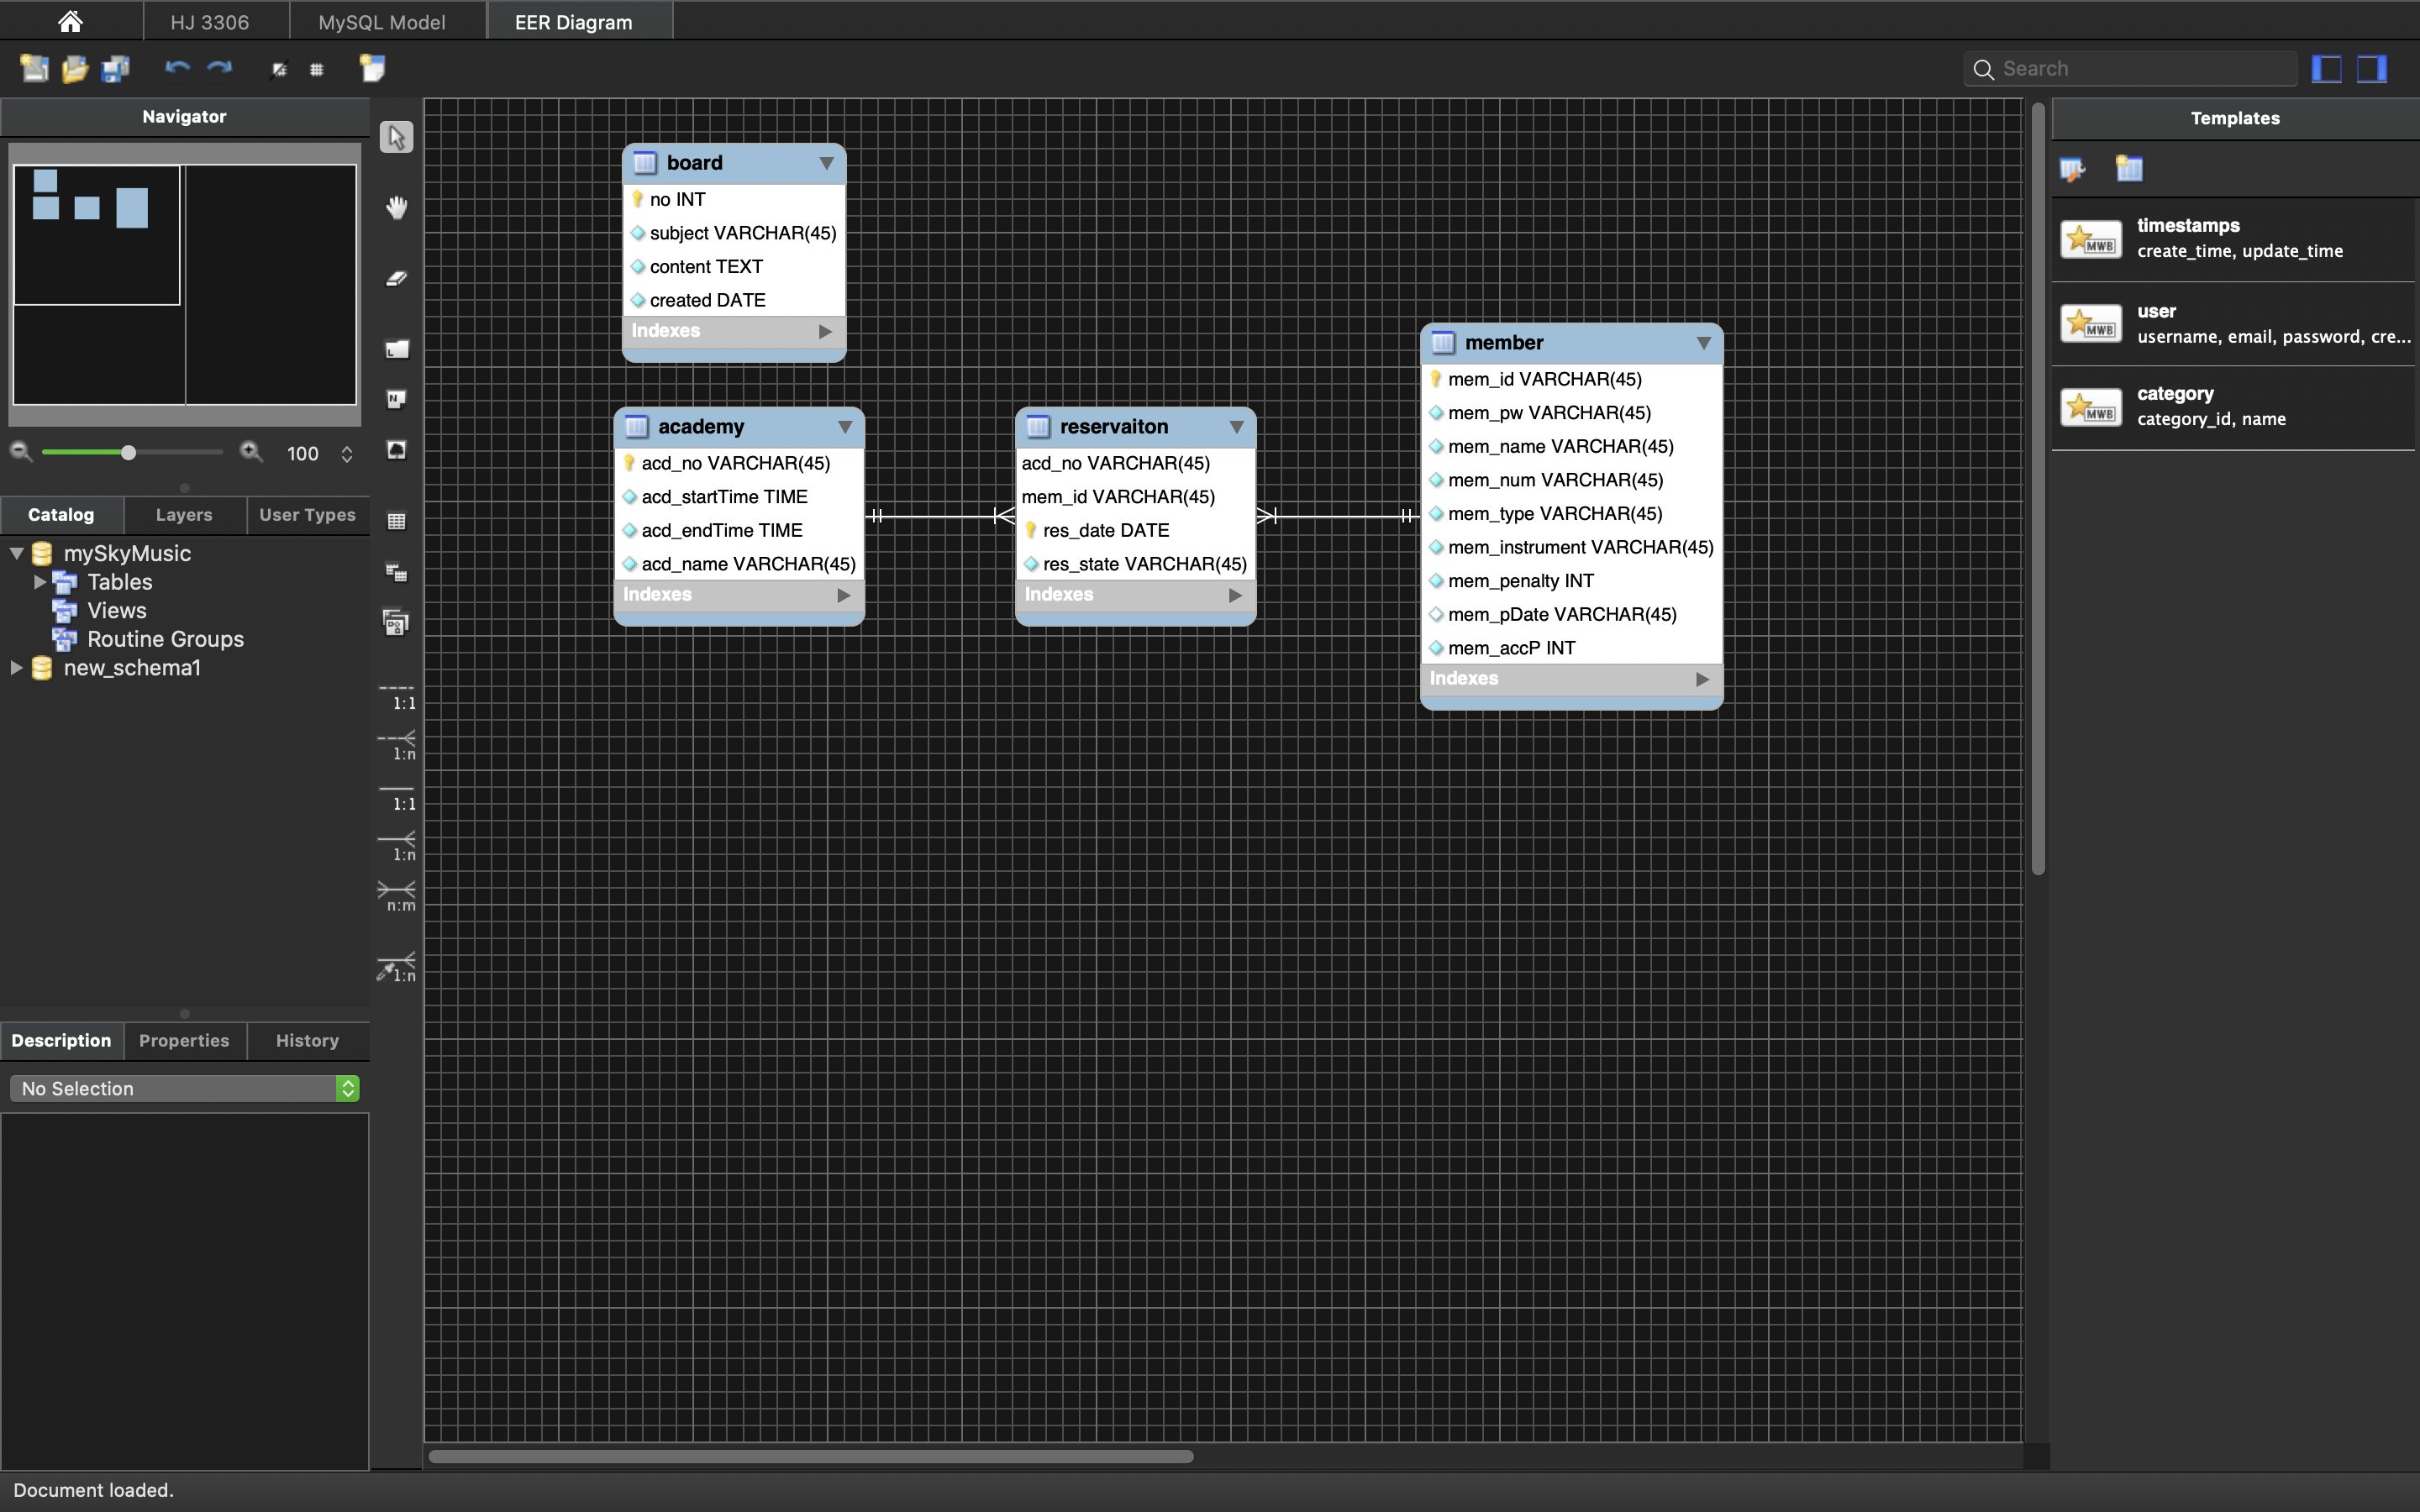 HJ 3306
MySQL Model
EER Diagram
Search
Navigator
100
Catalog
Layers
User Types
mySkyMusic
Tables
Views
Routine Groups
new_schema1
Description
Properties
History
No Selection
L
N
1:1
1:n
1:1
1:n
n:m
1:n
board
no INT
subject VARCHAR(45)
content TEXT
created DATE
Indexes
academy
acd_no VARCHAR(45)
acd_startTime TIME
acd_endTime TIME
acd_name VARCHAR(45)
Indexes
reservaiton
acd_no VARCHAR(45)
mem_id VARCHAR(45)
res_date DATE
res_state VARCHAR(45)
Indexes
member
mem_id VARCHAR(45)
mem_pw VARCHAR(45)
mem_name VARCHAR(45)
mem_num VARCHAR(45)
mem_type VARCHAR(45)
mem_instrument VARCHAR(45)
mem_penalty INT
mem_pDate VARCHAR(45)
mem_accP INT
Indexes
Templates
MWB
timestamps
create_time, update_time
MWB
user
username, email, password, cre...
MWB
category
category_id, name
Document loaded.